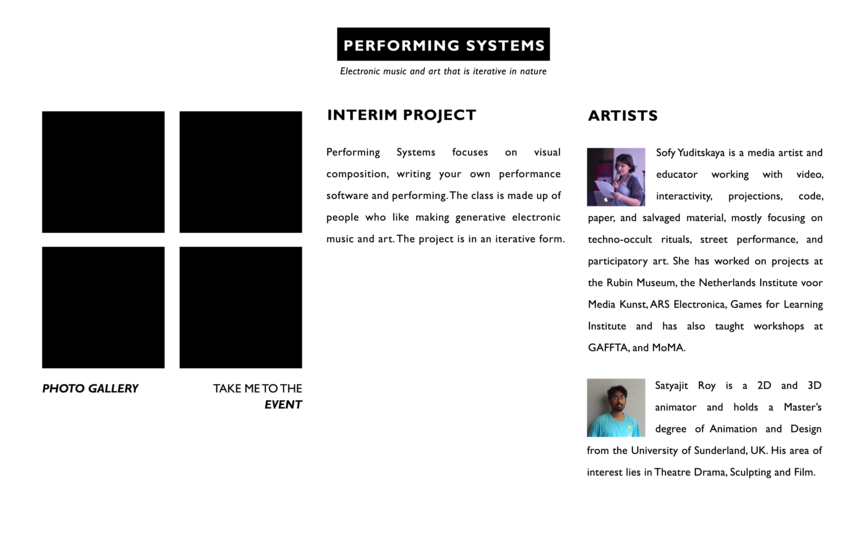 PERFORMING SYSTEMS
Electronic music and art that is iterative in nature
PHOTO GALLERY
TAKE ME TO THE
EVENT
INTERIM PROJECT
Performing Systems focuses on visual
composition, writing your own performance
software and performing. The class is made up of
people who like making generative electronic
music and art. The project is in an iterative form.
ARTISTS
Sofy Yuditskaya is a media artist and
educator working with video,
interactivity, projections, code,
paper, and salvaged material, mostly focusing on
techno-occult rituals, street performance, and
participatory art. She has worked on projects at
the Rubin Museum, the Netherlands Institute voor
Media Kunst, ARS Electronica, Games for Learning
Institute and has also taught workshops at
GAFFTA, and MoMA.
Satyajit Roy is a 2D and 3D
animator and holds a Master's
degree of Animation and Design
from the University of Sunderland, UK. His area of
interest lies in Theatre Drama, Sculpting and Film.